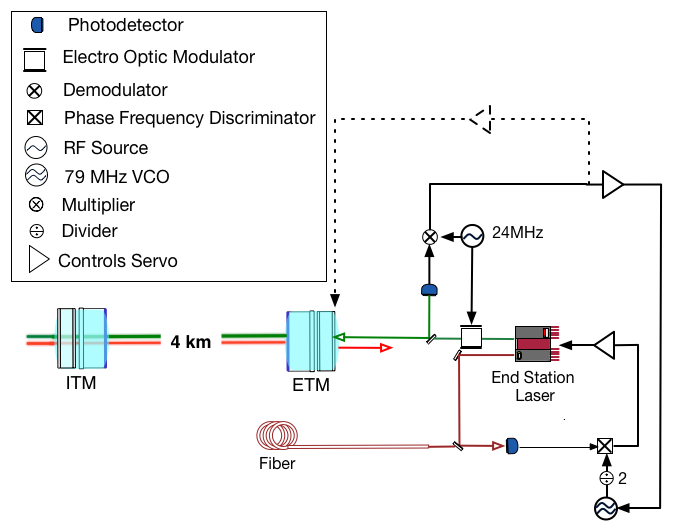 Photodetector
Electro Optic Modulator
Demodulator
Phase Frequency Discriminator
RF Source
79 MHz VCO
Multiplier
Divider
Controls Servo
24MHz
4 km
ITM
ETM
End Station
Laser
Fiber
2